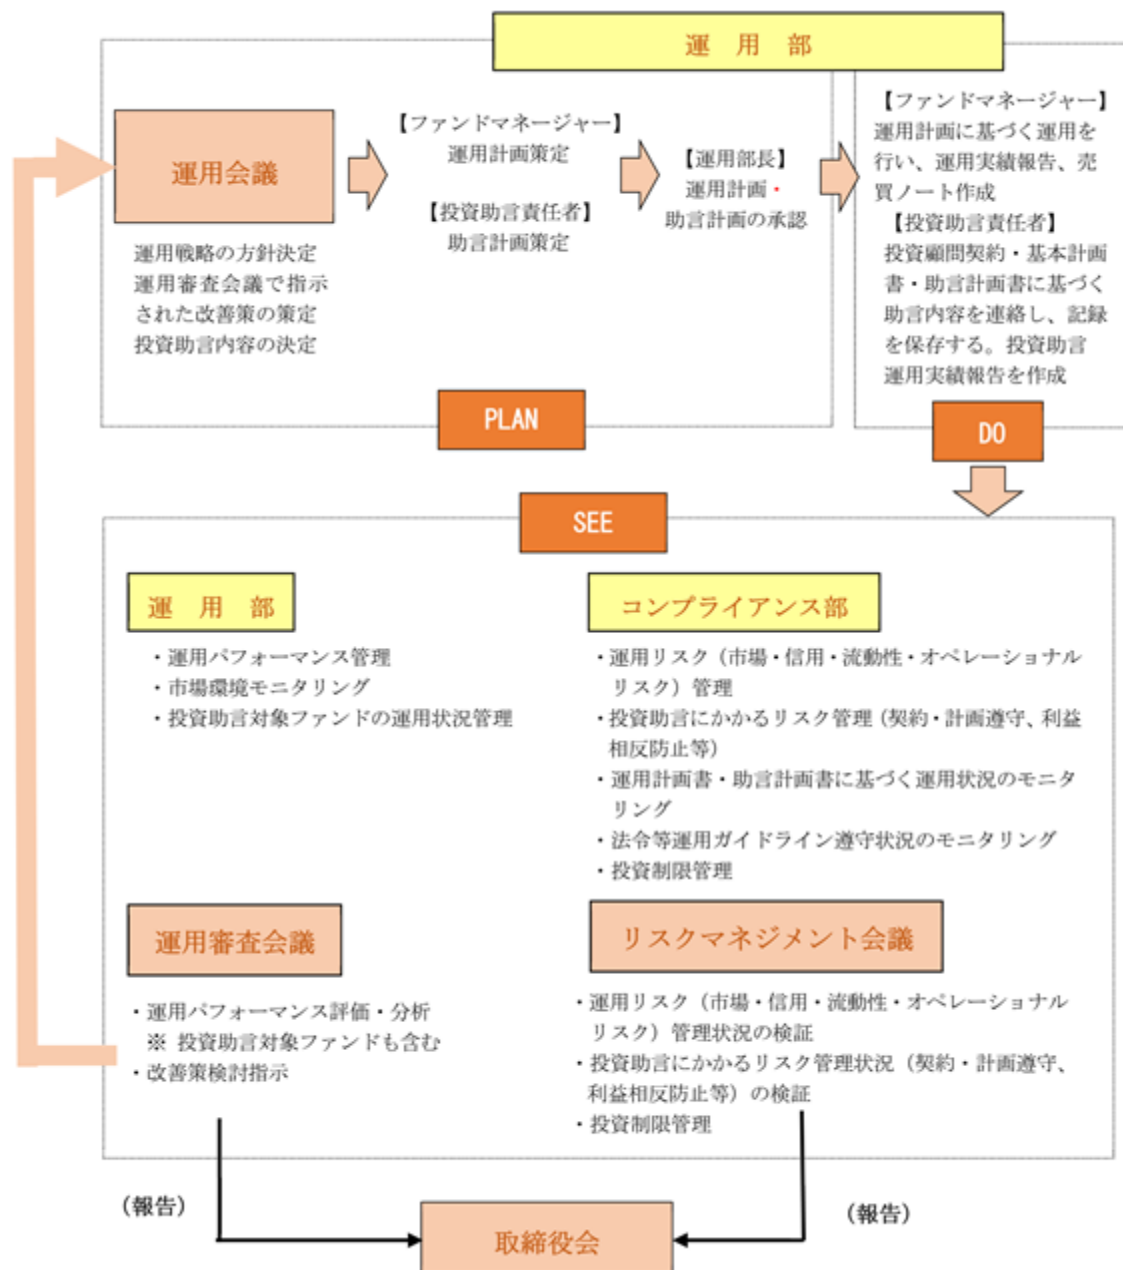 運 用 部
運用会議
運用戦略の方針決定
運用審査会議で指示
された改善策の策定
投資助言内容の決定
【ファンドマネージャー】
運用計画策定
【投資助言責任者】
助言計画策定
【運用部長】
運用計画・
助言計画の承認
【ファンドマネージャー】
運用計画に基づく運用を
行い、運用実績報告、売
買ノート作成
【投資助言責任者】
投資顧問契約・基本計画
書・助言計画書に基づく
助言内容を連絡し、記録
を保存する。投資助言
運用実績報告を作成
PLAN
DO
SEE
運 用 部
・運用パフォーマンス管理
・市場環境モニタリング
・投資助言対象ファンドの運用状況管理
コンプライアンス部
・運用リスク（市場・信用・流動性・オペレーショナル
リスク）管理
・投資助言にかかるリスク管理（契約・計画遵守、利益
相反防止等）
・運用計画書・助言計画書に基づく運用状況のモニタ
リング
・法令等運用ガイドライン遵守状況のモニタリング
・投資制限管理
運用審査会議
・運用パフォーマンス評価・分析
※ 投資助言対象ファンドも含む
・改善策検討指示
リスクマネジメント会議
・運用リスク（市場・信用・流動性・オペレーショナル
リスク）管理状況の検証
・投資助言にかかるリスク管理状況（契約・計画遵守、
利益相反防止等）の検証
・投資制限管理
（報告）
（報告）
取締役会